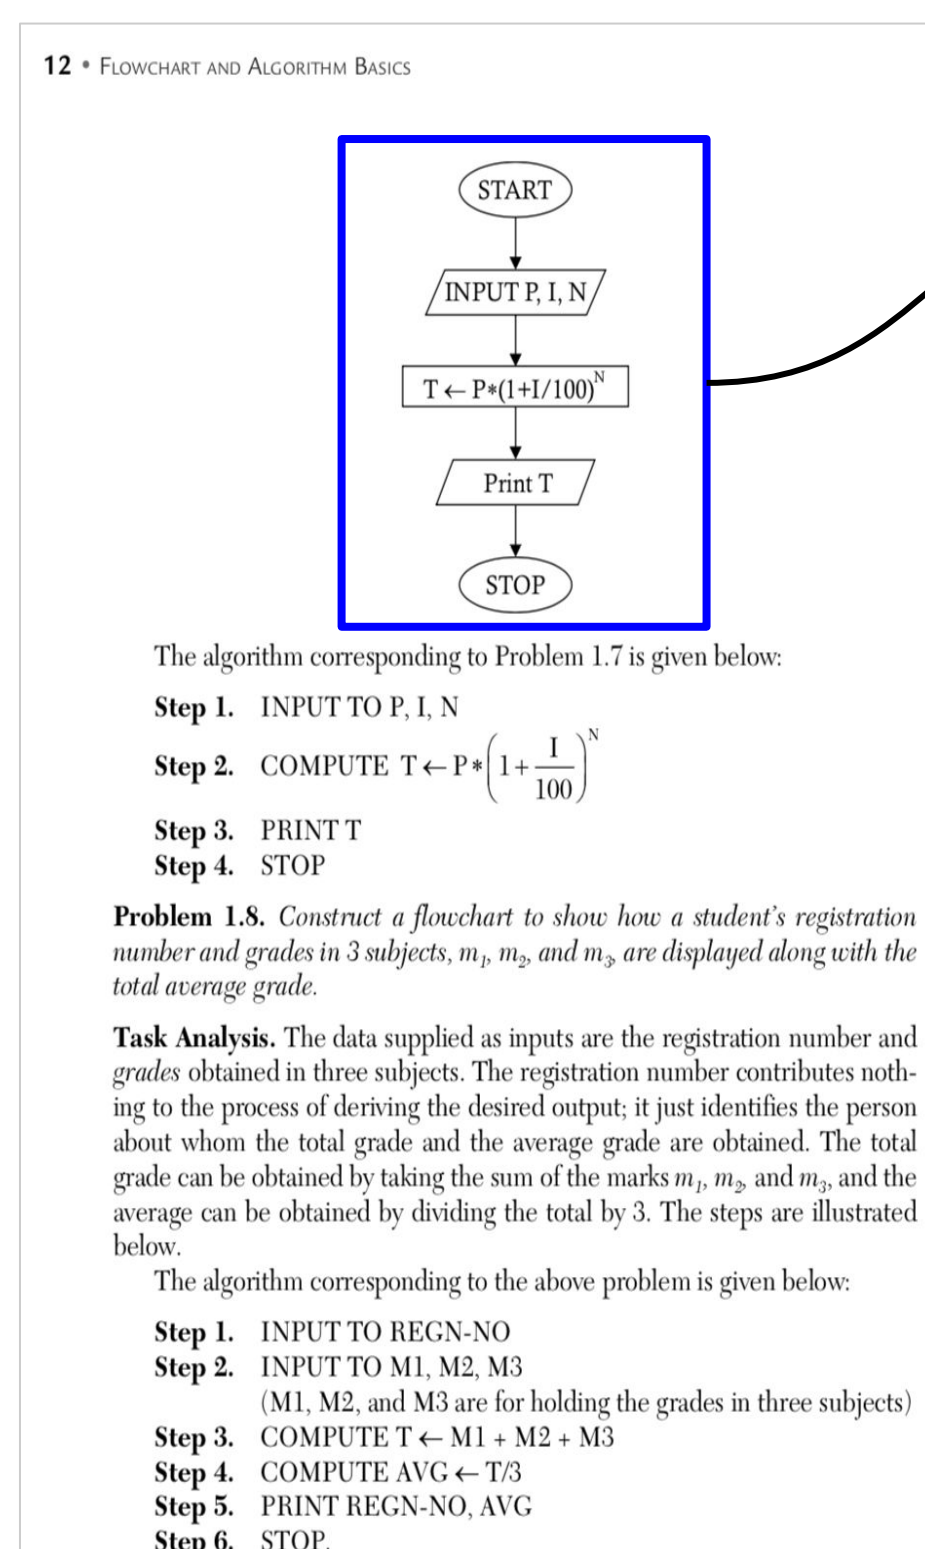 12 • FLOWCHART AND ALGORITHM BASICS
START
INPUT P, I, N
T ← P*(1+I/100)^N
Print T
STOP
The algorithm corresponding to Problem 1.7 is given below:
Step 1. INPUT TO P, I, N
Step 2. COMPUTE T ← P * (1 + I/100)^N
Step 3. PRINT T
Step 4. STOP
Problem 1.8. Construct a flowchart to show how a student's registration
number and grades in 3 subjects, m₁, m₂, and m₃, are displayed along with the
total average grade.
Task Analysis. The data supplied as inputs are the registration number and
grades obtained in three subjects. The registration number contributes noth-
ing to the process of deriving the desired output; it just identifies the person
about whom the total grade and the average grade are obtained. The total
grade can be obtained by taking the sum of the marks m₁, m₂, and m₃, and the
average can be obtained by dividing the total by 3. The steps are illustrated
below.
The algorithm corresponding to the above problem is given below:
Step 1. INPUT TO REGN-NO
Step 2. INPUT TO M1, M2, M3
(M1, M2, and M3 are for holding the grades in three subjects)
Step 3. COMPUTE T ← M1 + M2 + M3
Step 4. COMPUTE AVG ← T/3
Step 5. PRINT REGN-NO, AVG
Step 6. STOP.